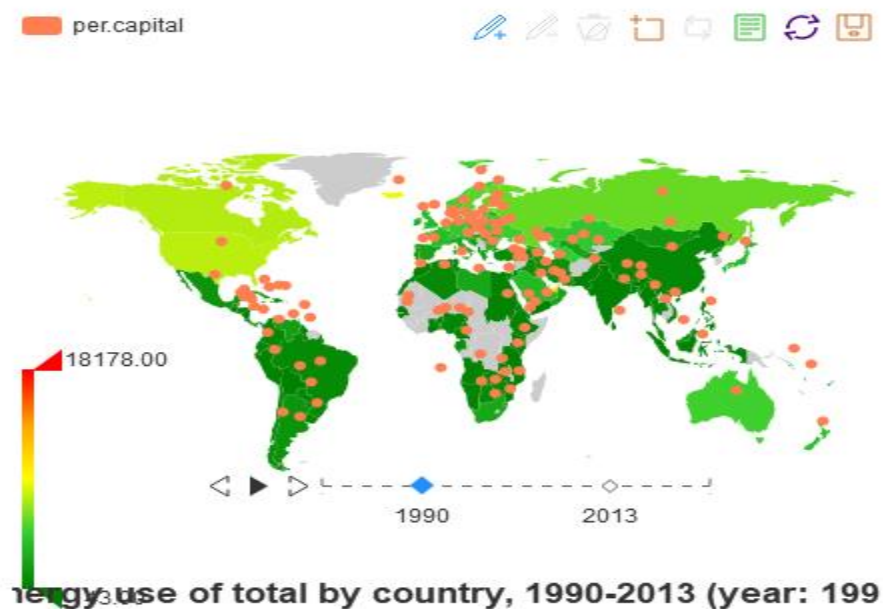 per.capital
18178.00
1990 2013
energy use of total by country, 1990-2013 (year: 199